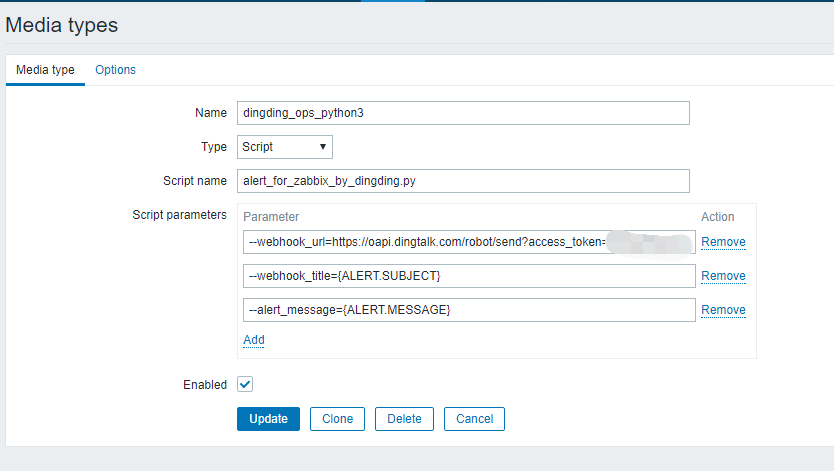 Media types
Media type Options
Name dingding_ops_python3
Type Script
Script name alert_for_zabbix_by_dingding.py
Script parameters Parameter Action
--webhook_url=https://oapi.dingtalk.com/robot/send?access_token= Remove
--webhook_title={ALERT.SUBJECT} Remove
--alert_message={ALERT.MESSAGE} Remove
Add
Enabled
Update Clone Delete Cancel